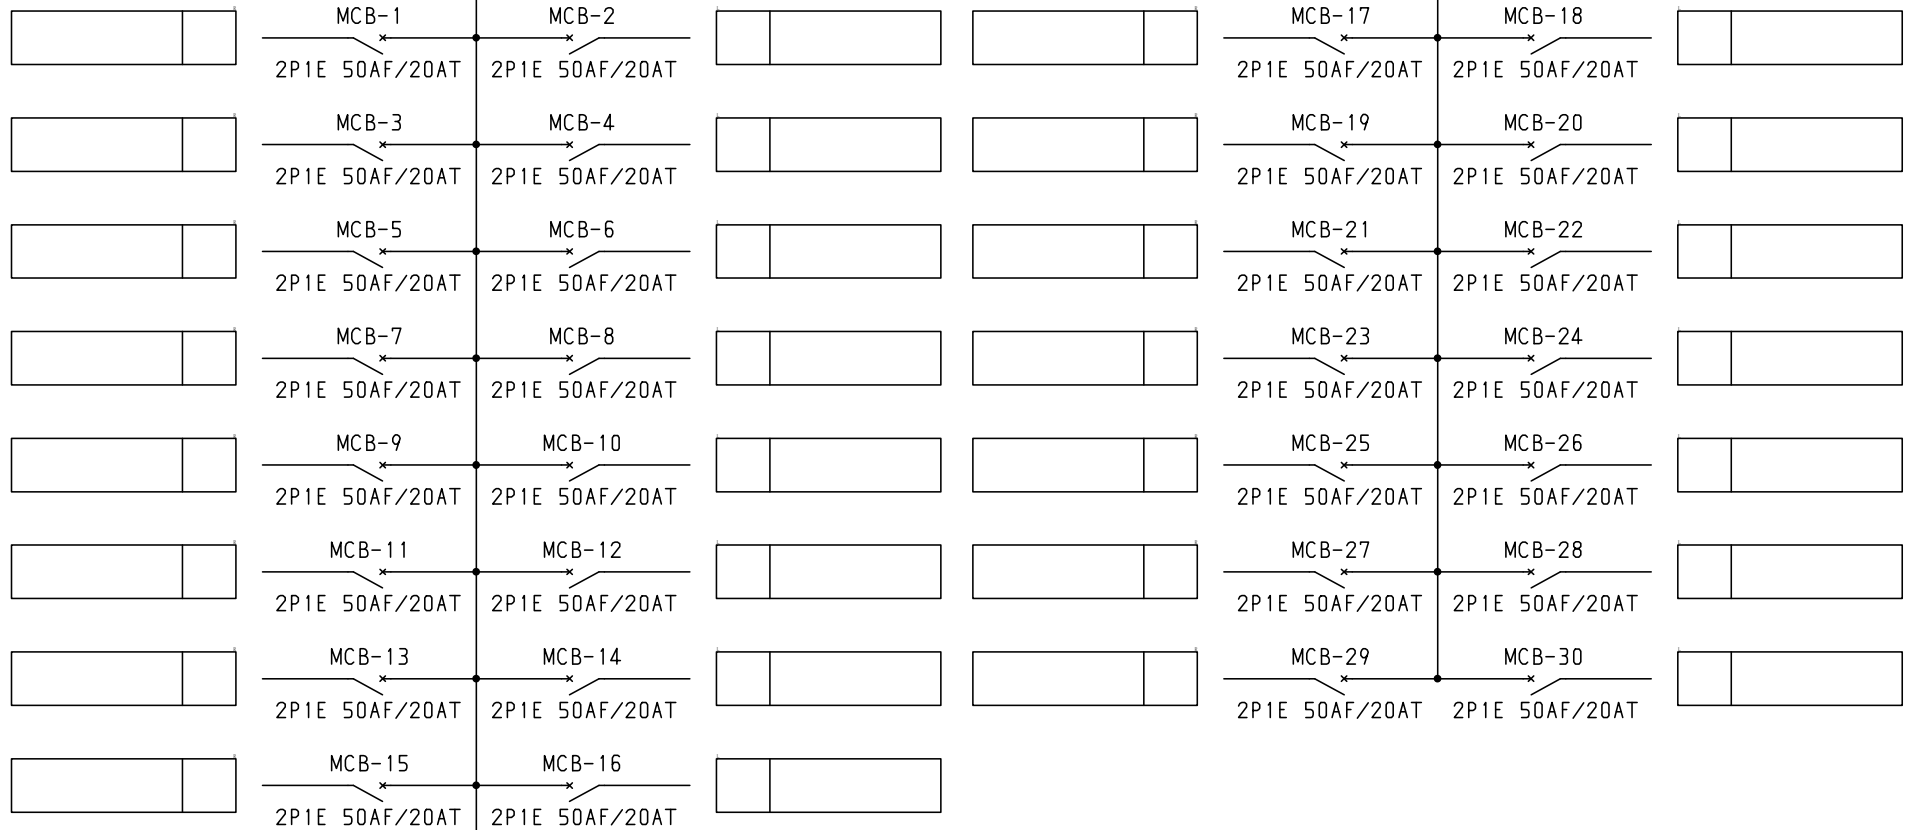 MCB-1 MCB-2 MCB-17 MCB-18
2P1E 50AF/20AT 2P1E 50AF/20AT 2P1E 50AF/20AT 2P1E 50AF/20AT
MCB-3 MCB-4 MCB-19 MCB-20
2P1E 50AF/20AT 2P1E 50AF/20AT 2P1E 50AF/20AT 2P1E 50AF/20AT
MCB-5 MCB-6 MCB-21 MCB-22
2P1E 50AF/20AT 2P1E 50AF/20AT 2P1E 50AF/20AT 2P1E 50AF/20AT
MCB-7 MCB-8 MCB-23 MCB-24
2P1E 50AF/20AT 2P1E 50AF/20AT 2P1E 50AF/20AT 2P1E 50AF/20AT
MCB-9 MCB-10 MCB-25 MCB-26
2P1E 50AF/20AT 2P1E 50AF/20AT 2P1E 50AF/20AT 2P1E 50AF/20AT
MCB-11 MCB-12 MCB-27 MCB-28
2P1E 50AF/20AT 2P1E 50AF/20AT 2P1E 50AF/20AT 2P1E 50AF/20AT
MCB-13 MCB-14 MCB-29 MCB-30
2P1E 50AF/20AT 2P1E 50AF/20AT 2P1E 50AF/20AT 2P1E 50AF/20AT
MCB-15 MCB-16
2P1E 50AF/20AT 2P1E 50AF/20AT